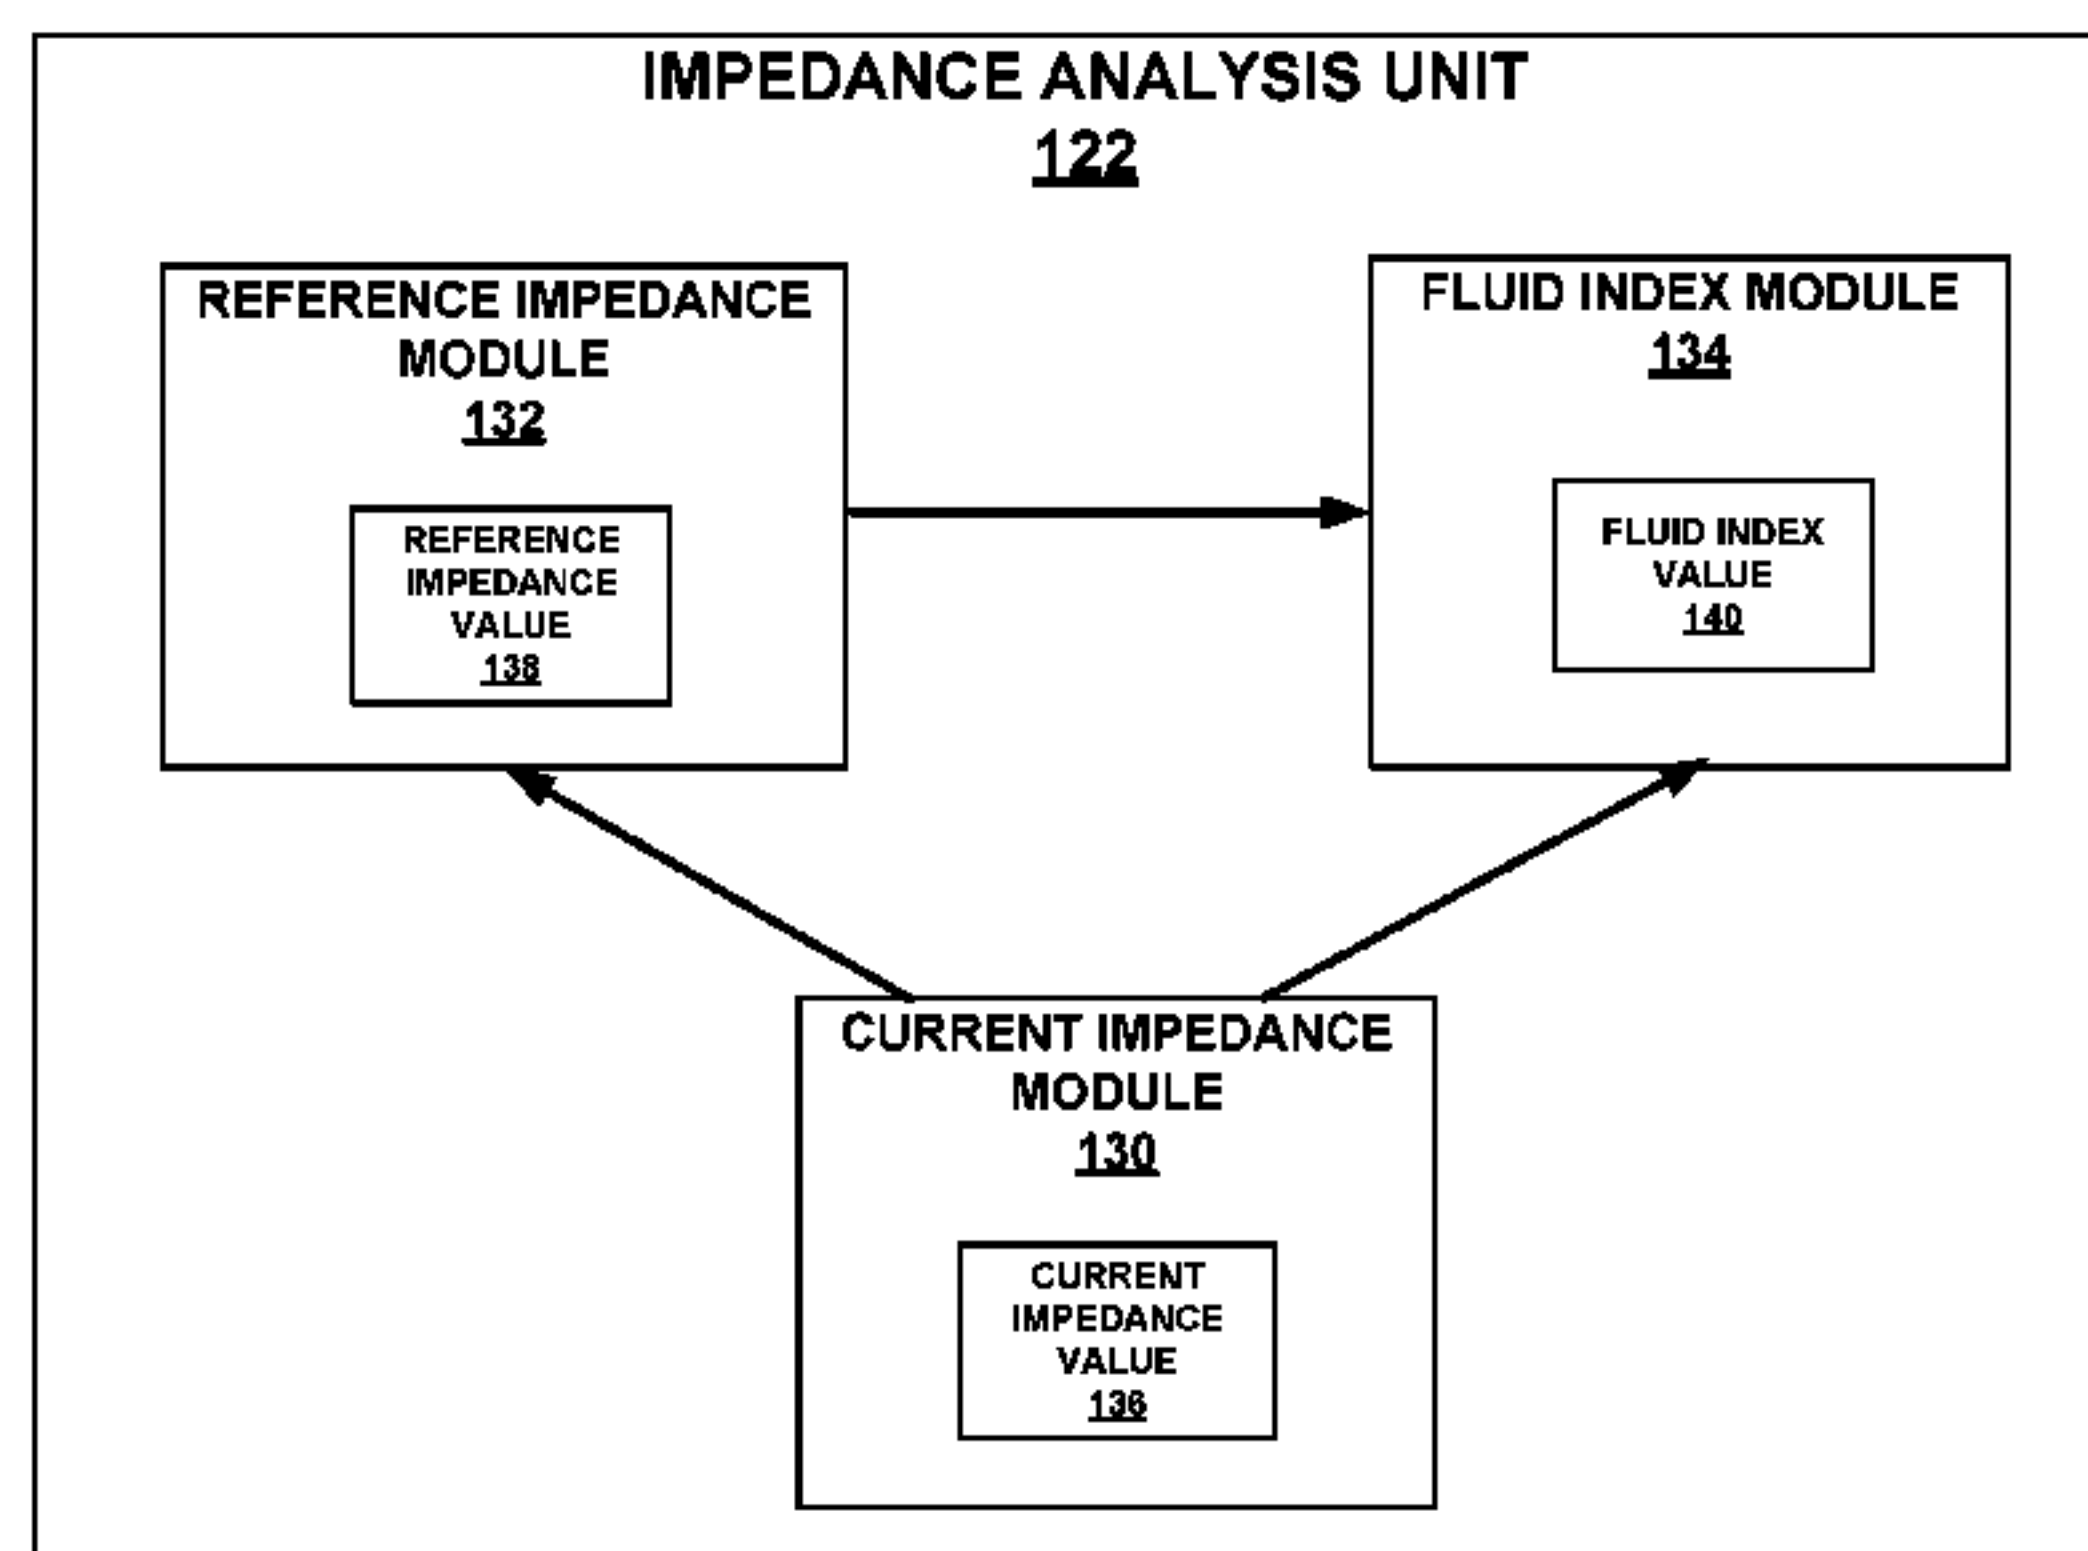 IMPEDANCE ANALYSIS UNIT
122
REFERENCE IMPEDANCE
MODULE
132
REFERENCE
IMPEDANCE
VALUE
138
FLUID INDEX MODULE
134
FLUID INDEX
VALUE
140
CURRENT IMPEDANCE
MODULE
130
CURRENT
IMPEDANCE
VALUE
136